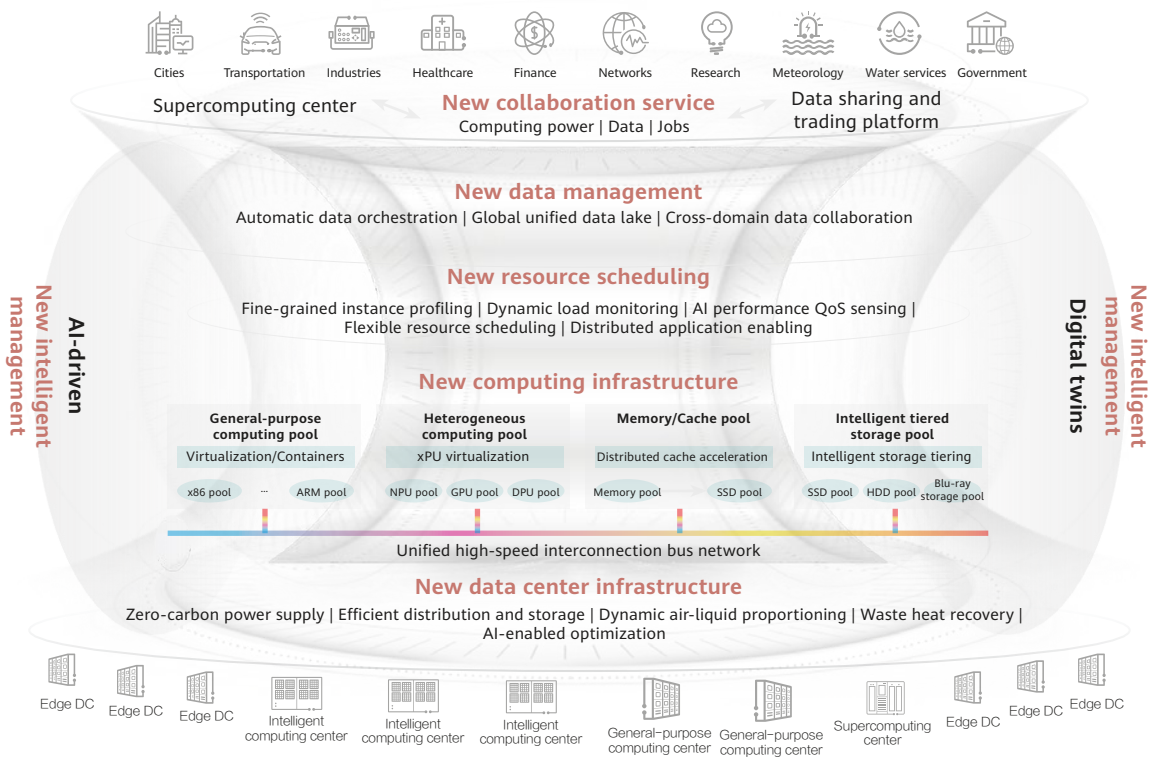 Cities
Transportation
Industries
Healthcare
Finance
Networks
Research
Meteorology
Water services
Government
Supercomputing center
New collaboration service
Computing power | Data | Jobs
Data sharing and
trading platform
New data management
Automatic data orchestration | Global unified data lake | Cross-domain data collaboration
New resource scheduling
Fine-grained instance profiling | Dynamic load monitoring | AI performance QoS sensing |
Flexible resource scheduling | Distributed application enabling
New intelligent
management
AI-driven
Digital twins
New intelligent
management
New computing infrastructure
General-purpose
computing pool
Virtualization/Containers
x86 pool
...
ARM pool
Heterogeneous
computing pool
xPU virtualization
NPU pool
GPU pool
DPU pool
Memory/Cache pool
Distributed cache acceleration
Memory pool
SSD pool
Intelligent tiered
storage pool
Intelligent storage tiering
SSD pool
HDD pool
Blu-ray
storage pool
Unified high-speed interconnection bus network
New data center infrastructure
Zero-carbon power supply | Efficient distribution and storage | Dynamic air-liquid proportioning | Waste heat recovery |
AI-enabled optimization
Edge DC
Edge DC
Edge DC
Intelligent
computing center
Intelligent
computing center
Intelligent
computing center
General-purpose
computing center
General-purpose
computing center
Supercomputing
center
Edge DC
Edge DC
Edge DC